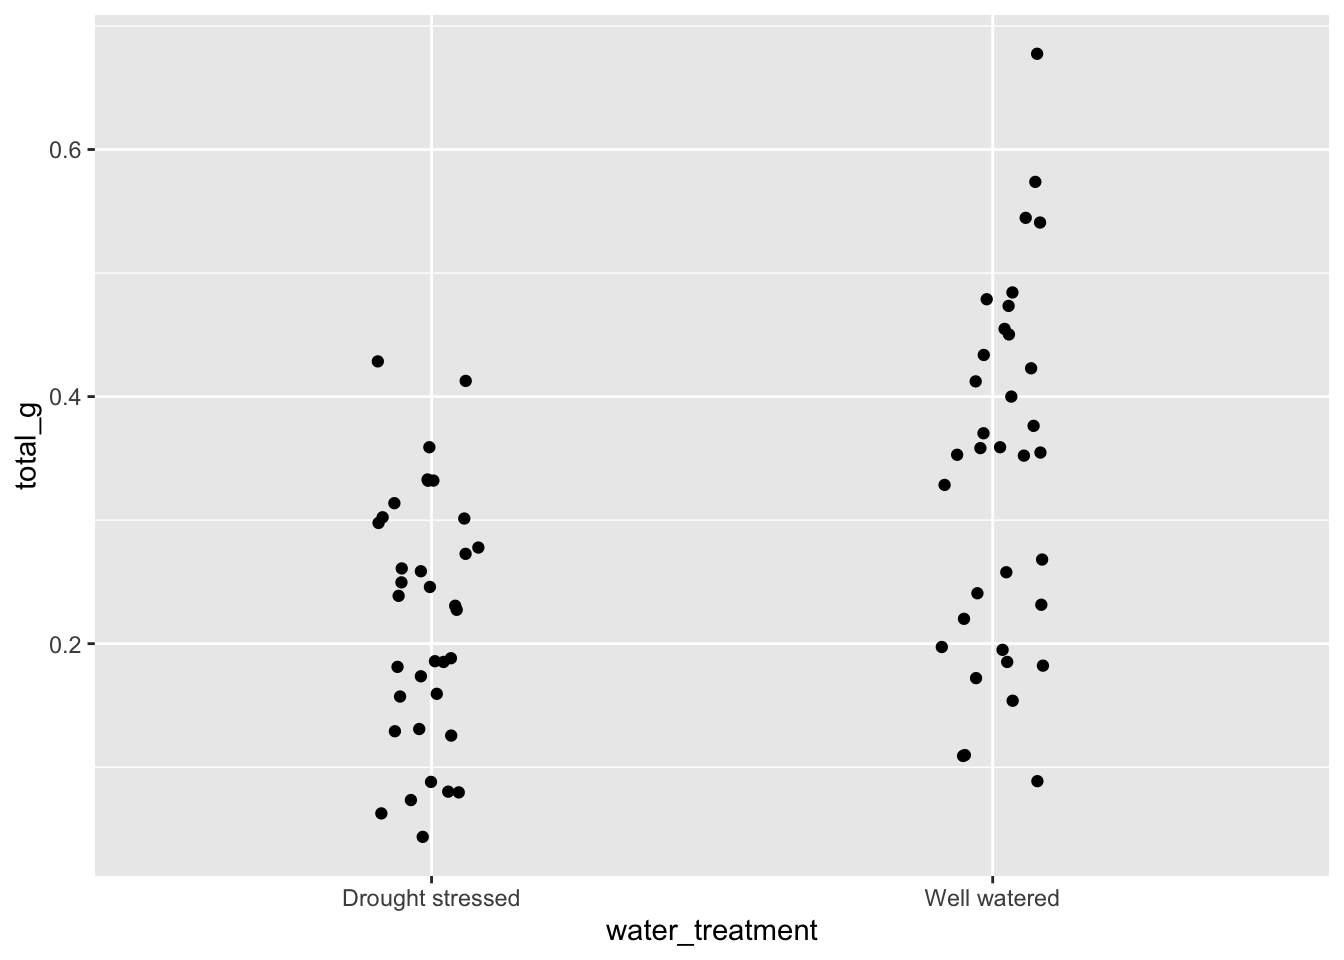 0.6
0.4
0.2
total_g
Drought stressed
Well watered
water_treatment